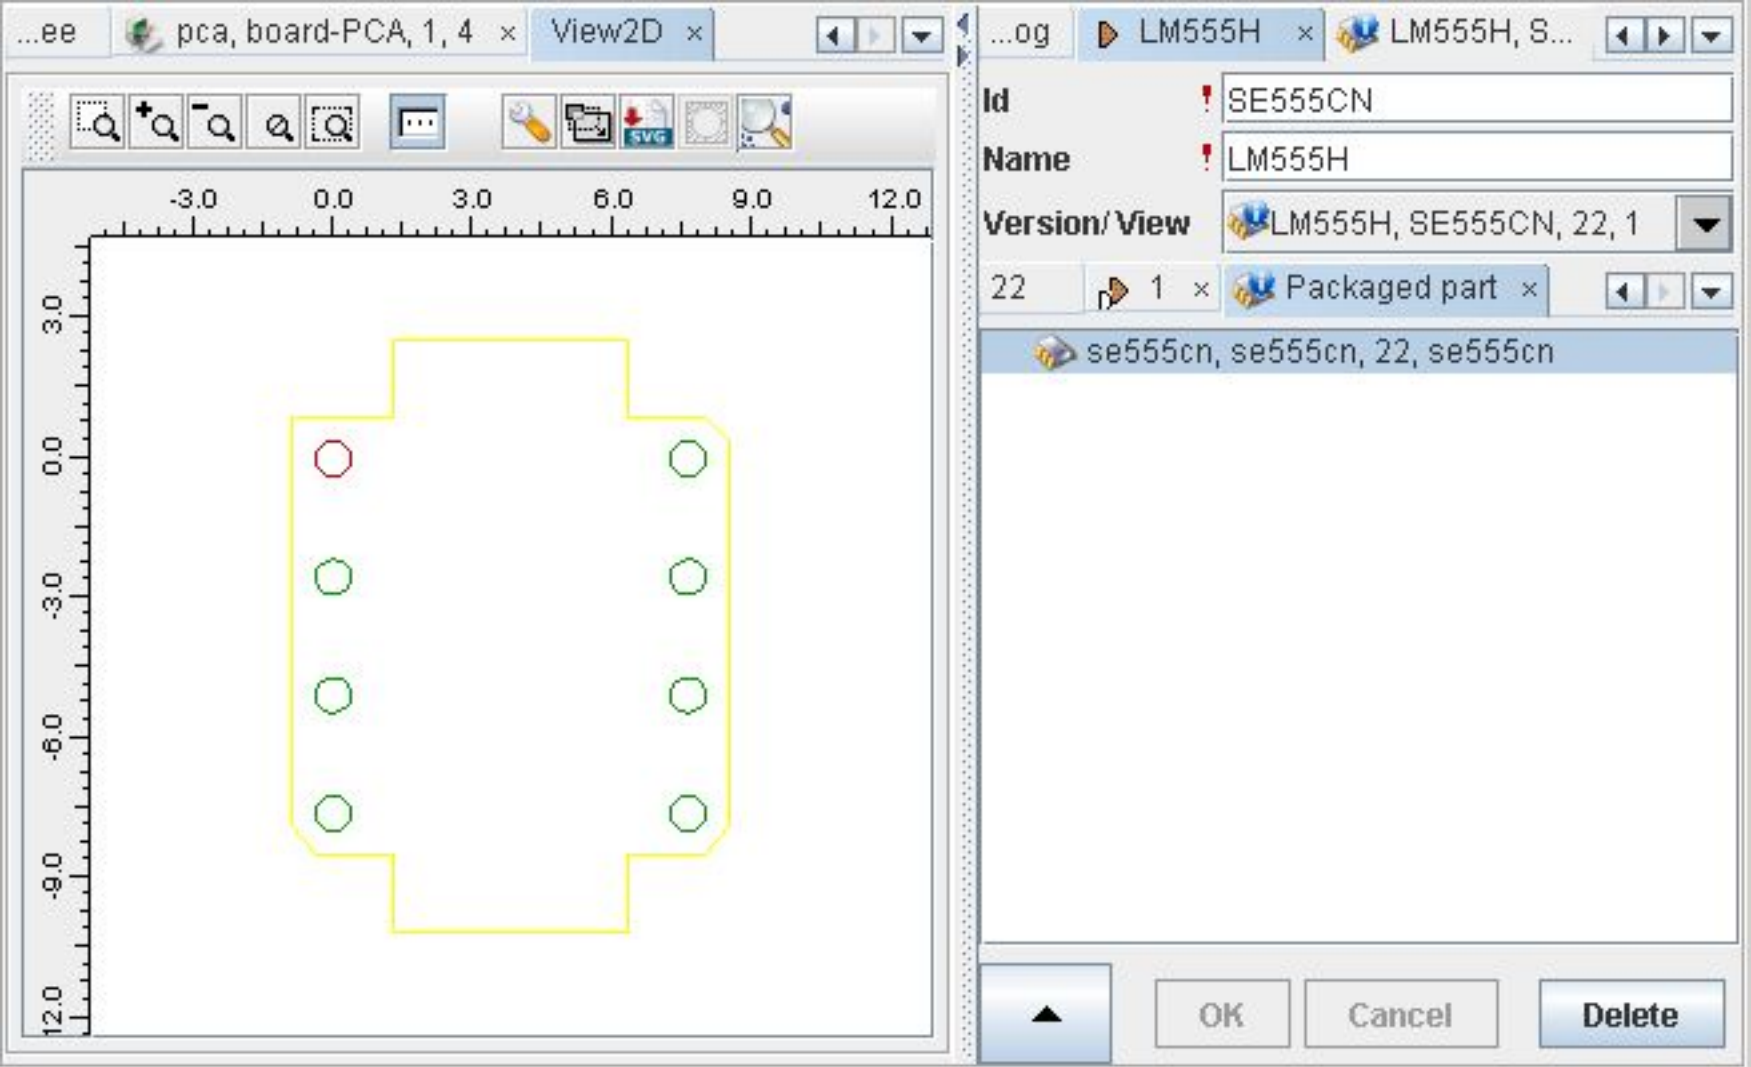 ...ee pca, board-PCA, 1, 4 × View2D ×
SVG
-3.0 0.0 3.0 6.0 9.0 12.0
3.0
0.0
-3.0
-6.0
-9.0
12.0
...og LM555H × LM555H, S...
Id ! SE555CN
Name ! LM555H
Version/ View LM555H, SE555CN, 22, 1
22 1 × Packaged part ×
se555cn, se555cn, 22, se555cn
OK Cancel Delete